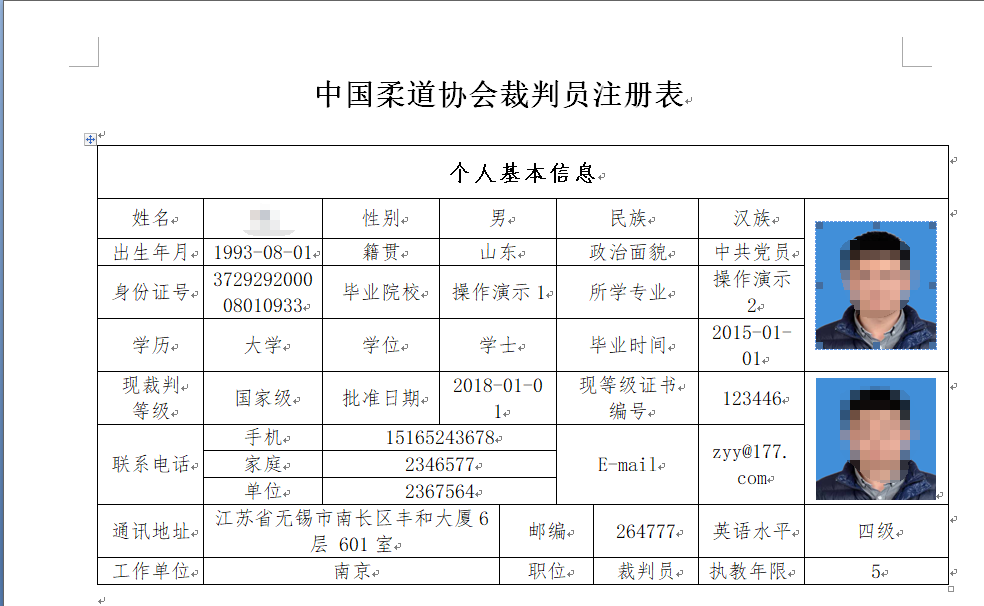 中国柔道协会裁判员注册表
个人基本信息
姓名 性别 男 民族 汉族
出生年月 1993-08-01 籍贯 山东 政治面貌 中共党员
身份证号 3729292000
08010933 毕业院校 操作演示 1 所学专业 操作演示
2
学历 大学 学位 学士 毕业时间 2015-01-
01
现裁判
等级 国家级 批准日期 2018-01-0
1 现等级证书
编号 123446
联系电话 手机 15165243678 E-mail zyy@177.
com
家庭 2346577
单位 2367564
通讯地址 江苏省无锡市南长区丰和大厦 6
层 601 室 邮编 264777 英语水平 四级
工作单位 南京 职位 裁判员 执教年限 5